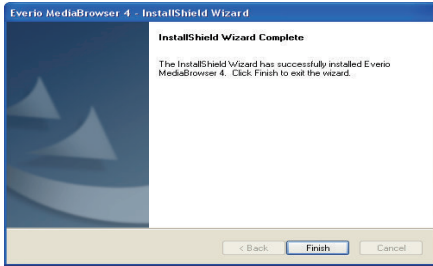 Everio MediaBrowser 4 - InstallShield Wizard
InstallShield Wizard Complete
The InstallShield Wizard has successfully installed Everio
MediaBrowser 4. Click Finish to exit the wizard.
< Back Finish Cancel